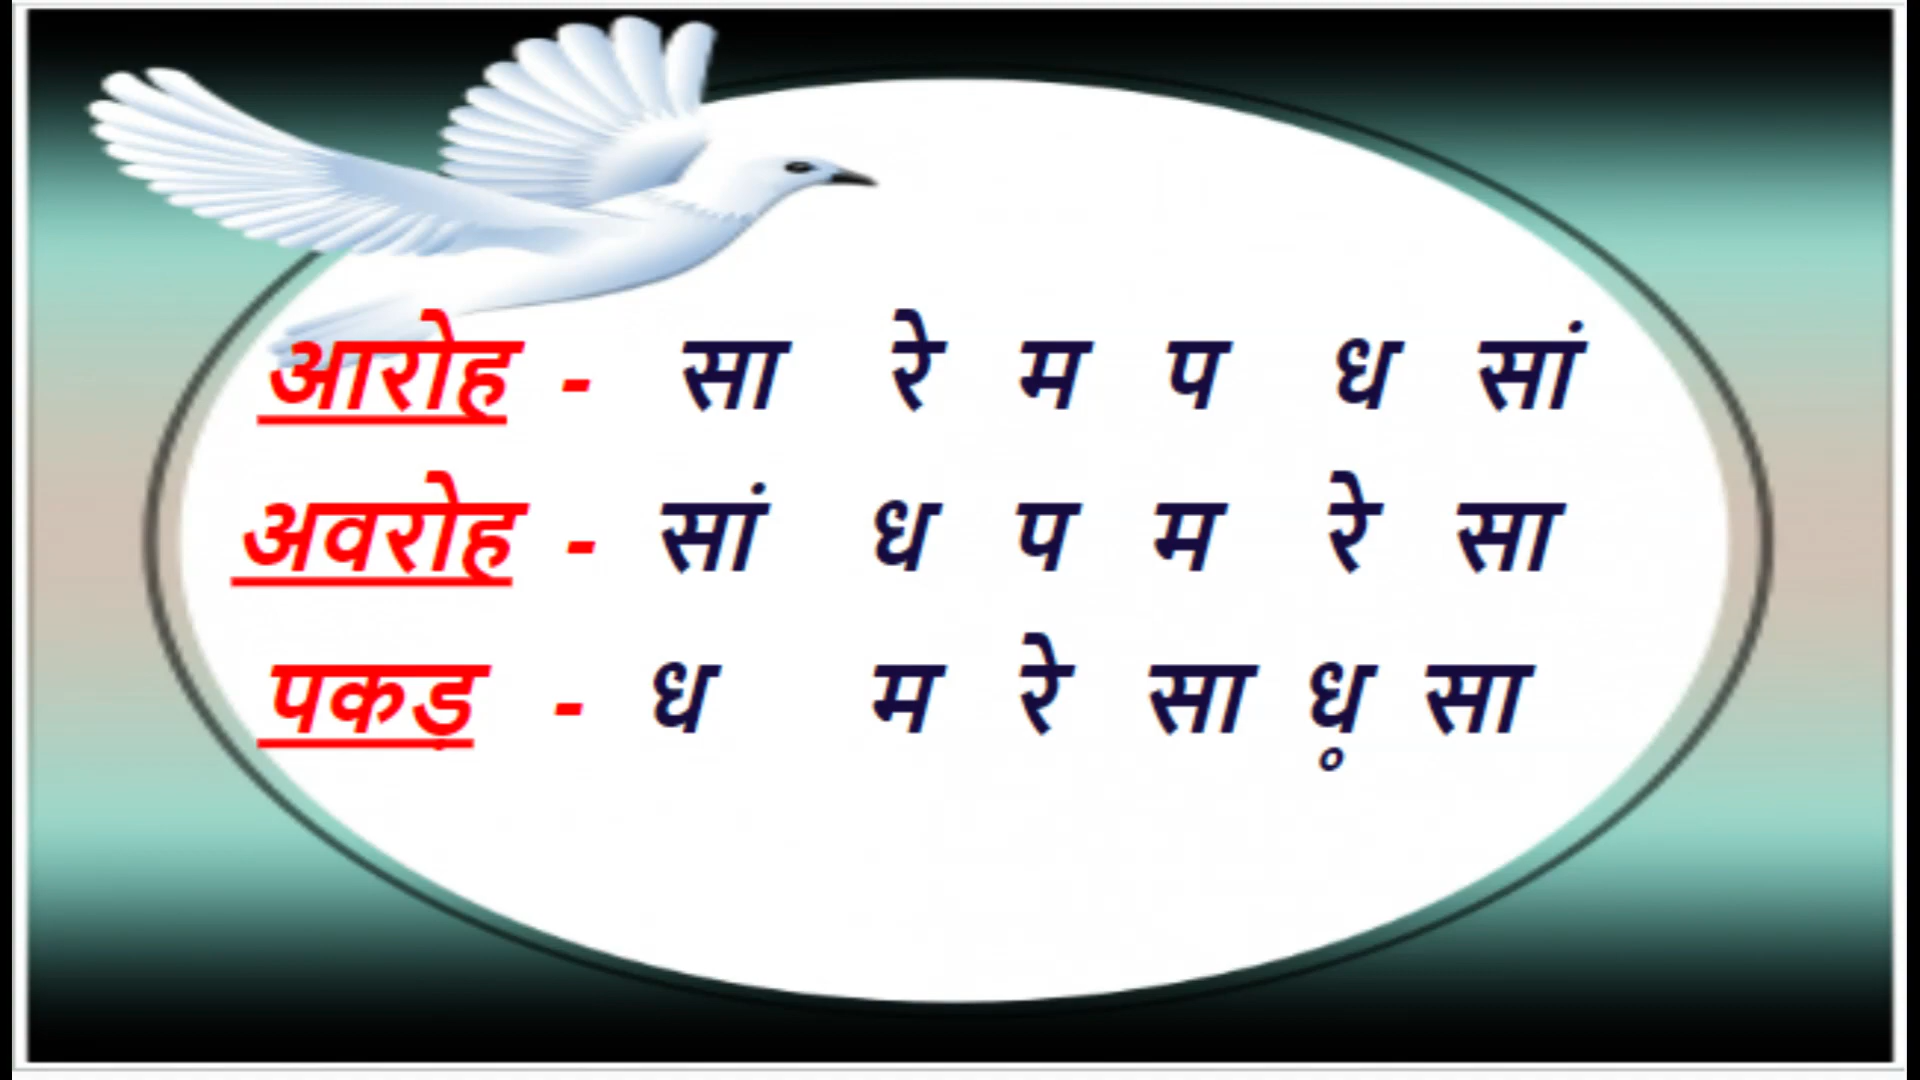 आरोह - सा रे म प ध सां
अवरोह - सां ध प म रे सा
पकड़ - ध म रे सा ध़ सा